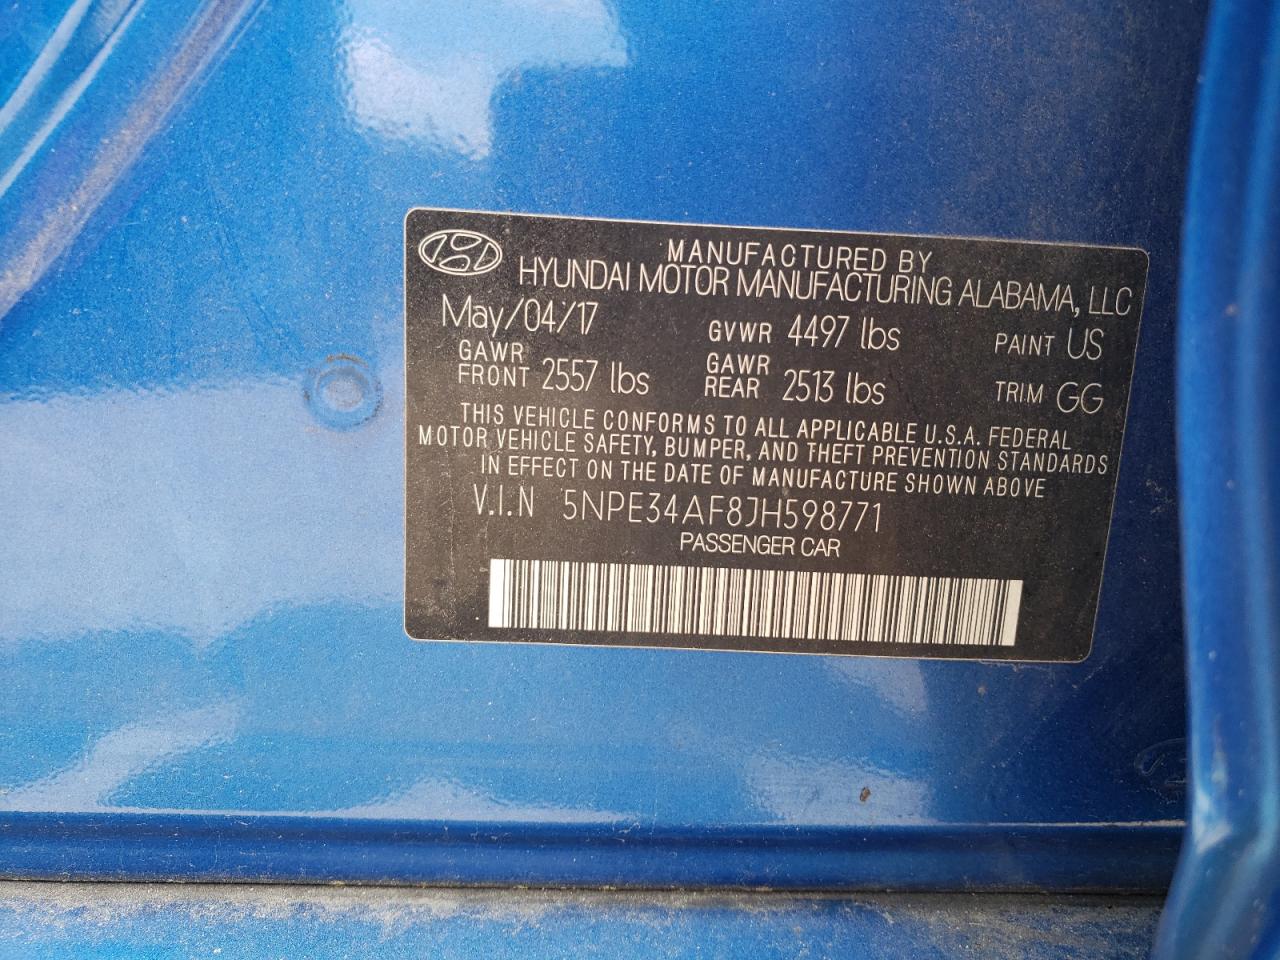 MANUFACTURED BY
HYUNDAI MOTOR MANUFACTURING ALABAMA, LLC
May/04/17 GVWR 4497 lbs PAINT US
GAWR FRONT 2557 lbs GAWR REAR 2513 lbs TRIM GG
THIS VEHICLE CONFORMS TO ALL APPLICABLE U.S.A. FEDERAL
MOTOR VEHICLE SAFETY, BUMPER, AND THEFT PREVENTION STANDARDS
IN EFFECT ON THE DATE OF MANUFACTURE SHOWN ABOVE
V.I.N 5NPE34AF8JH598771
PASSENGER CAR